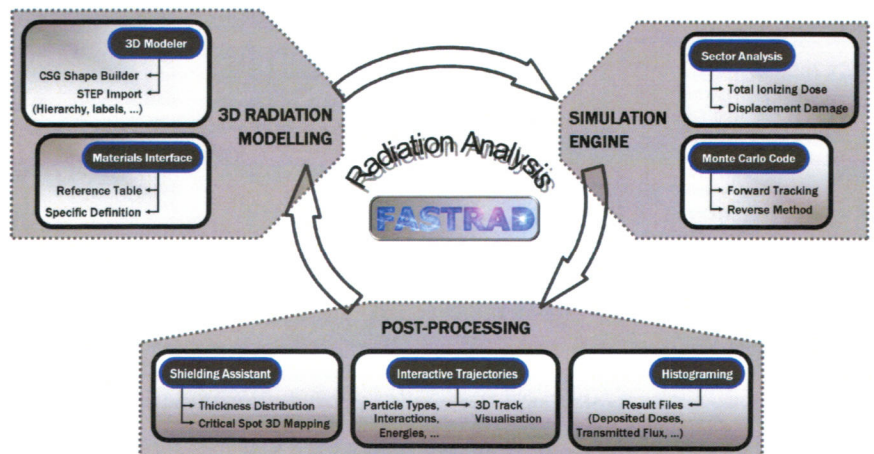 3D Modeler
CSG Shape Builder
STEP Import
(Hierarchy, labels, ...)
Materials Interface
Reference Table
Specific Definition
3D RADIATION
MODELLING
Radiation Analysis
FASTRAD
SIMULATION
ENGINE
Sector Analysis
Total Ionizing Dose
Displacement Damage
Monte Carlo Code
Forward Tracking
Reverse Method
POST-PROCESSING
Shielding Assistant
Thickness Distribution
Critical Spot 3D Mapping
Interactive Trajectories
Particle Types,
Interactions,
Energies, ...
3D Track
Visualisation
Histograming
Result Files
(Deposited Doses,
Transmitted Flux, ...)